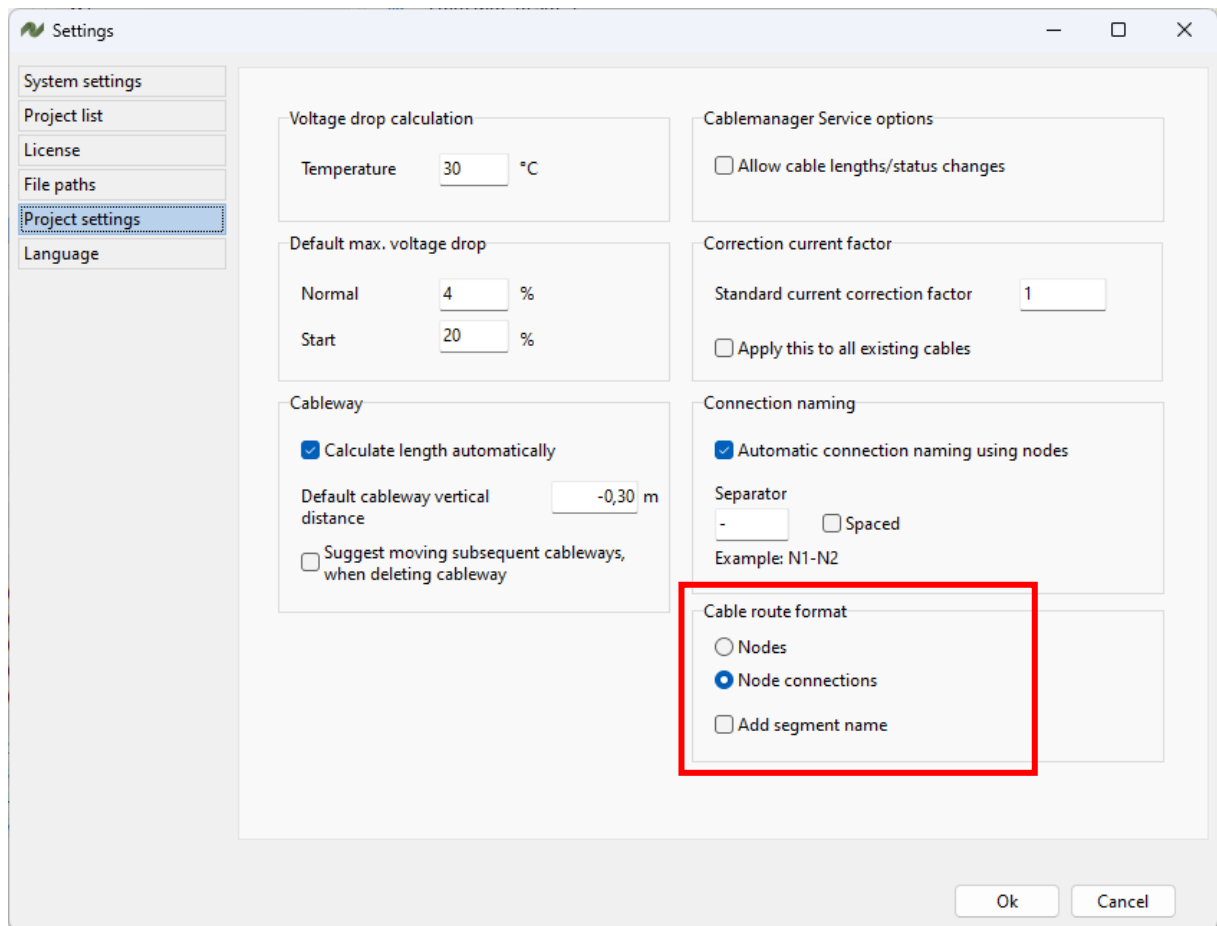 Settings
System settings
Project list
License
File paths
Project settings
Language
Voltage drop calculation
Temperature 30 °C
Default max. voltage drop
Normal 4 %
Start 20 %
Cableway
Calculate length automatically
Default cableway vertical
distance
-0,30 m
Suggest moving subsequent cableways,
when deleting cableway
Cablemanager Service options
Allow cable lengths/status changes
Correction current factor
Standard current correction factor 1
Apply this to all existing cables
Connection naming
Automatic connection naming using nodes
Separator
- Spaced
Example: N1-N2
Cable route format
Nodes
Node connections
Add segment name
Ok Cancel